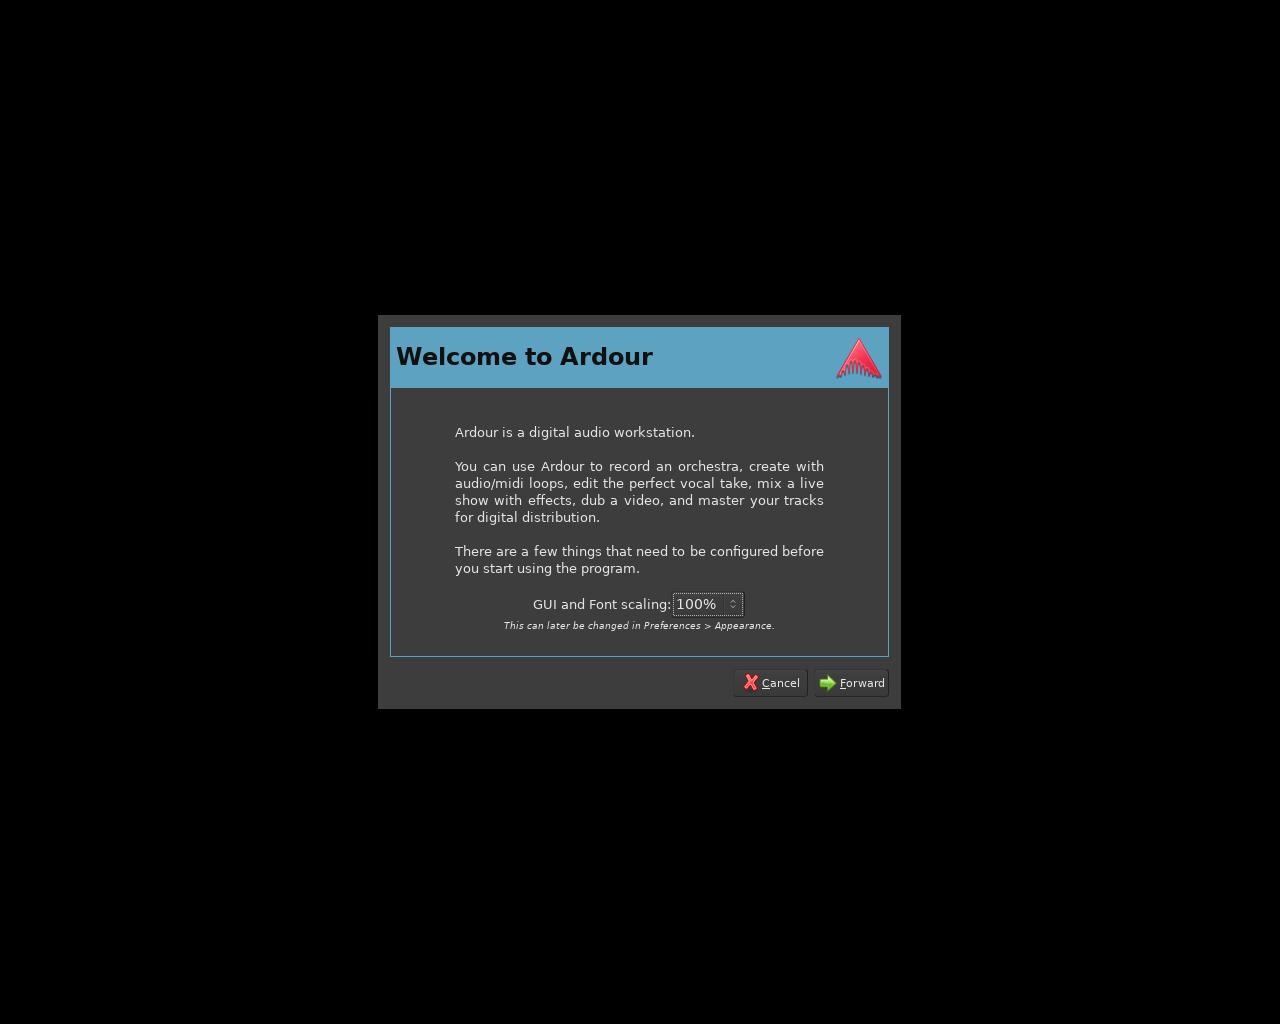 Welcome to Ardour
Ardour is a digital audio workstation.
You can use Ardour to record an orchestra, create with
audio/midi loops, edit the perfect vocal take, mix a live
show with effects, dub a video, and master your tracks
for digital distribution.
There are a few things that need to be configured before
you start using the program.
GUI and Font scaling: 100%
This can later be changed in Preferences > Appearance.
Cancel Forward